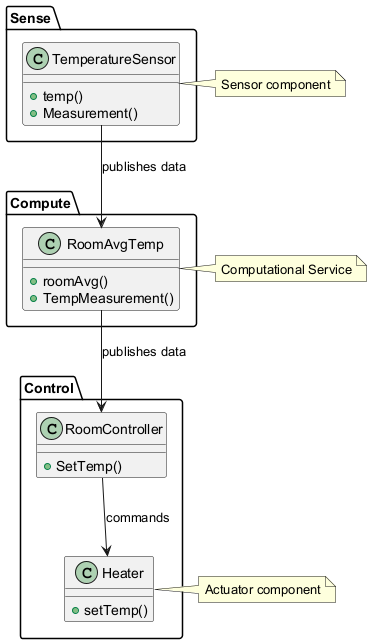 Sense
C TemperatureSensor
temp()
Measurement()
Sensor component
publishes data
Compute
C RoomAvgTemp
roomAvg()
TempMeasurement()
Computational Service
publishes data
Control
C RoomController
SetTemp()
commands
C Heater
setTemp()
Actuator component